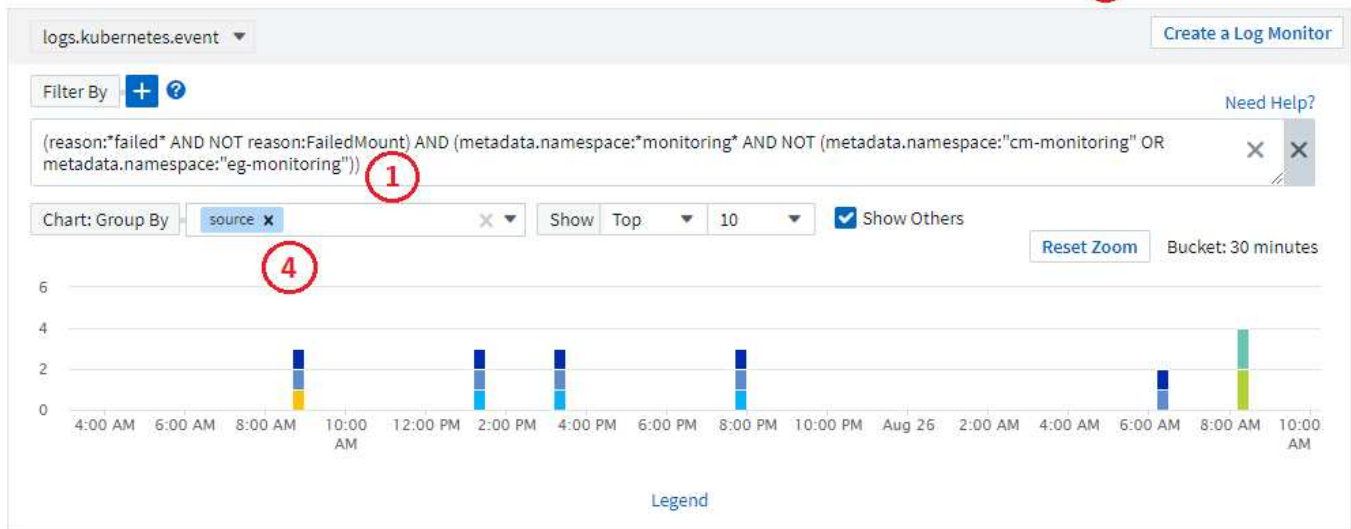 logs.kubernetes.event
Create a Log Monitor
Filter By + ?
Need Help?
(reason:*failed* AND NOT reason:FailedMount) AND (metadata.namespace:*monitoring* AND NOT (metadata.namespace:"cm-monitoring" OR
metadata.namespace:"eg-monitoring"))
1
Chart: Group By source x Show Top 10 Show Others
Reset Zoom Bucket: 30 minutes
4
6
4
2
0
4:00 AM 6:00 AM 8:00 AM 10:00 AM 12:00 PM 2:00 PM 4:00 PM 6:00 PM 8:00 PM 10:00 PM Aug 26 2:00 AM 4:00 AM 6:00 AM 8:00 AM 10:00 AM
Legend